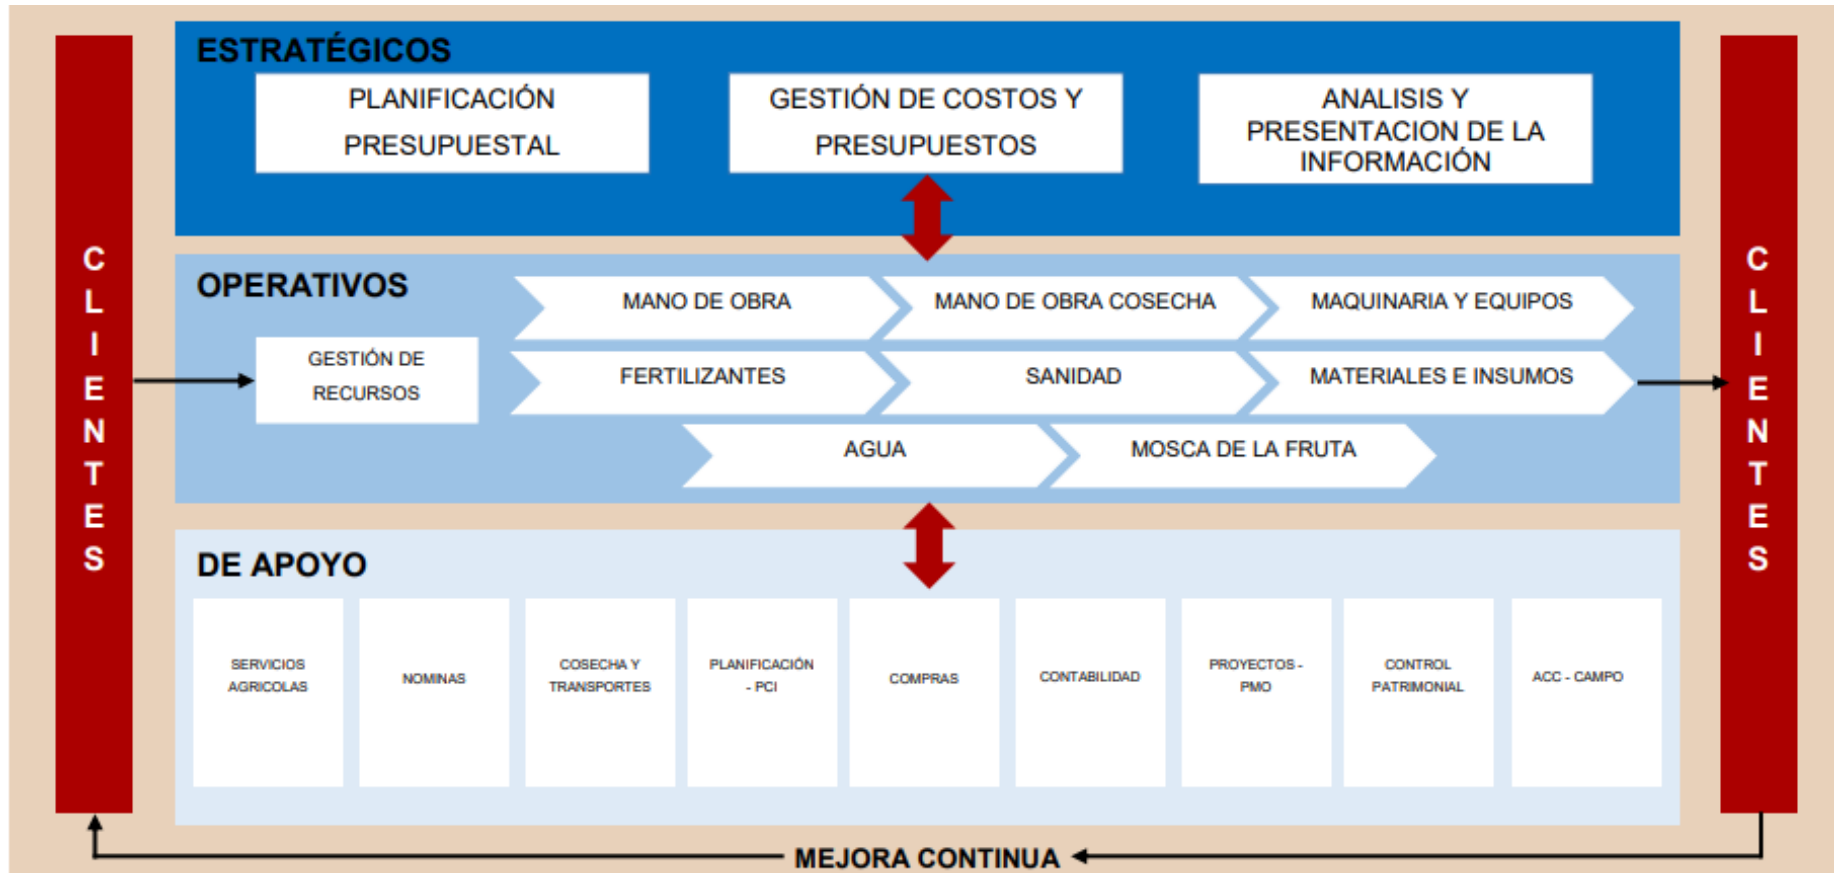 ESTRATÉGICOS
PLANIFICACIÓN
PRESUPUESTAL
GESTIÓN DE COSTOS Y
PRESUPUESTOS
ANALISIS Y
PRESENTACION DE LA
INFORMACIÓN
C
L
I
E
N
T
E
S
OPERATIVOS
GESTIÓN DE
RECURSOS
MANO DE OBRA
MANO DE OBRA COSECHA
MAQUINARIA Y EQUIPOS
FERTILIZANTES
SANIDAD
MATERIALES E INSUMOS
AGUA
MOSCA DE LA FRUTA
C
L
I
E
N
T
E
S
DE APOYO
SERVICIOS
AGRICOLAS
NOMINAS
COSECHA Y
TRANSPORTES
PLANIFICACIÓN
- PCI
COMPRAS
CONTABILIDAD
PROYECTOS -
PMO
CONTROL
PATRIMONIAL
ACC - CAMPO
MEJORA CONTINUA